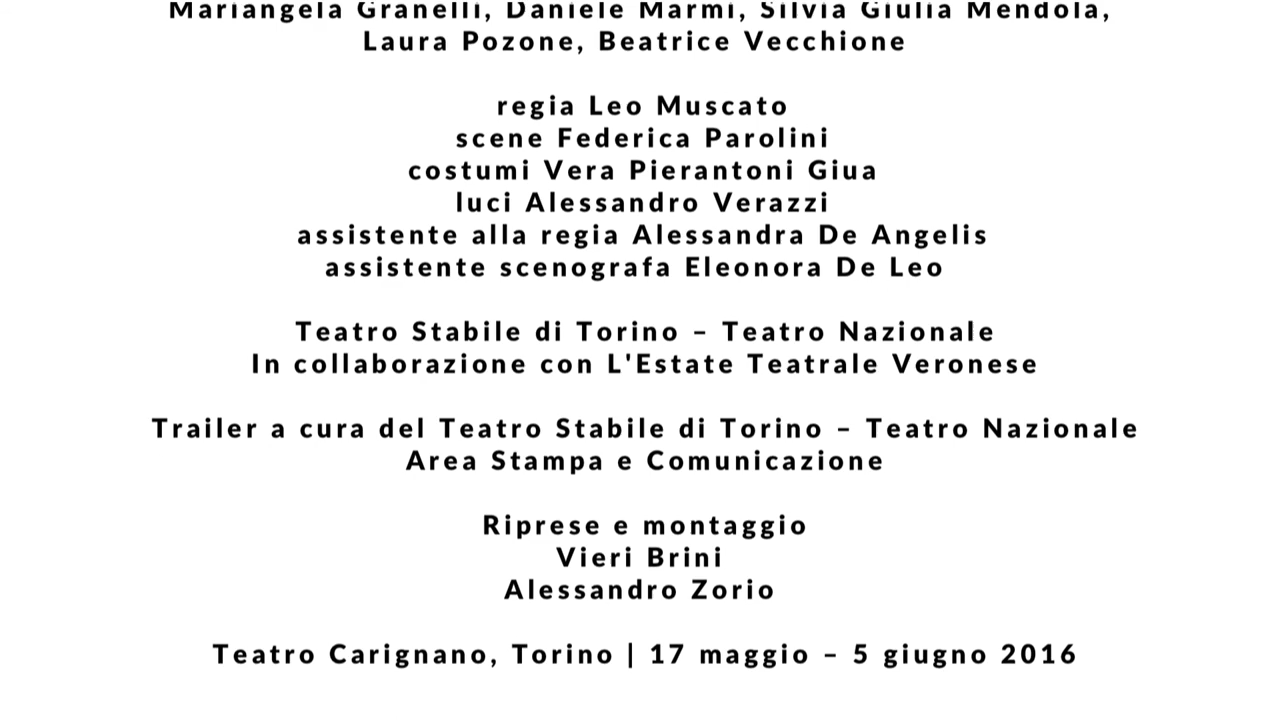 Mariangela Granelli, Daniele Marmi, Silvia Giulia Mendola,
Laura Pozone, Beatrice Vecchione
regia Leo Muscato
scene Federica Parolini
costumi Vera Pierantoni Giua
luci Alessandro Verazzi
assistente alla regia Alessandra De Angelis
assistente scenografa Eleonora De Leo
Teatro Stabile di Torino – Teatro Nazionale
In collaborazione con L'Estate Teatrale Veronese
Trailer a cura del Teatro Stabile di Torino – Teatro Nazionale
Area Stampa e Comunicazione
Riprese e montaggio
Vieri Brini
Alessandro Zorio
Teatro Carignano, Torino | 17 maggio – 5 giugno 2016